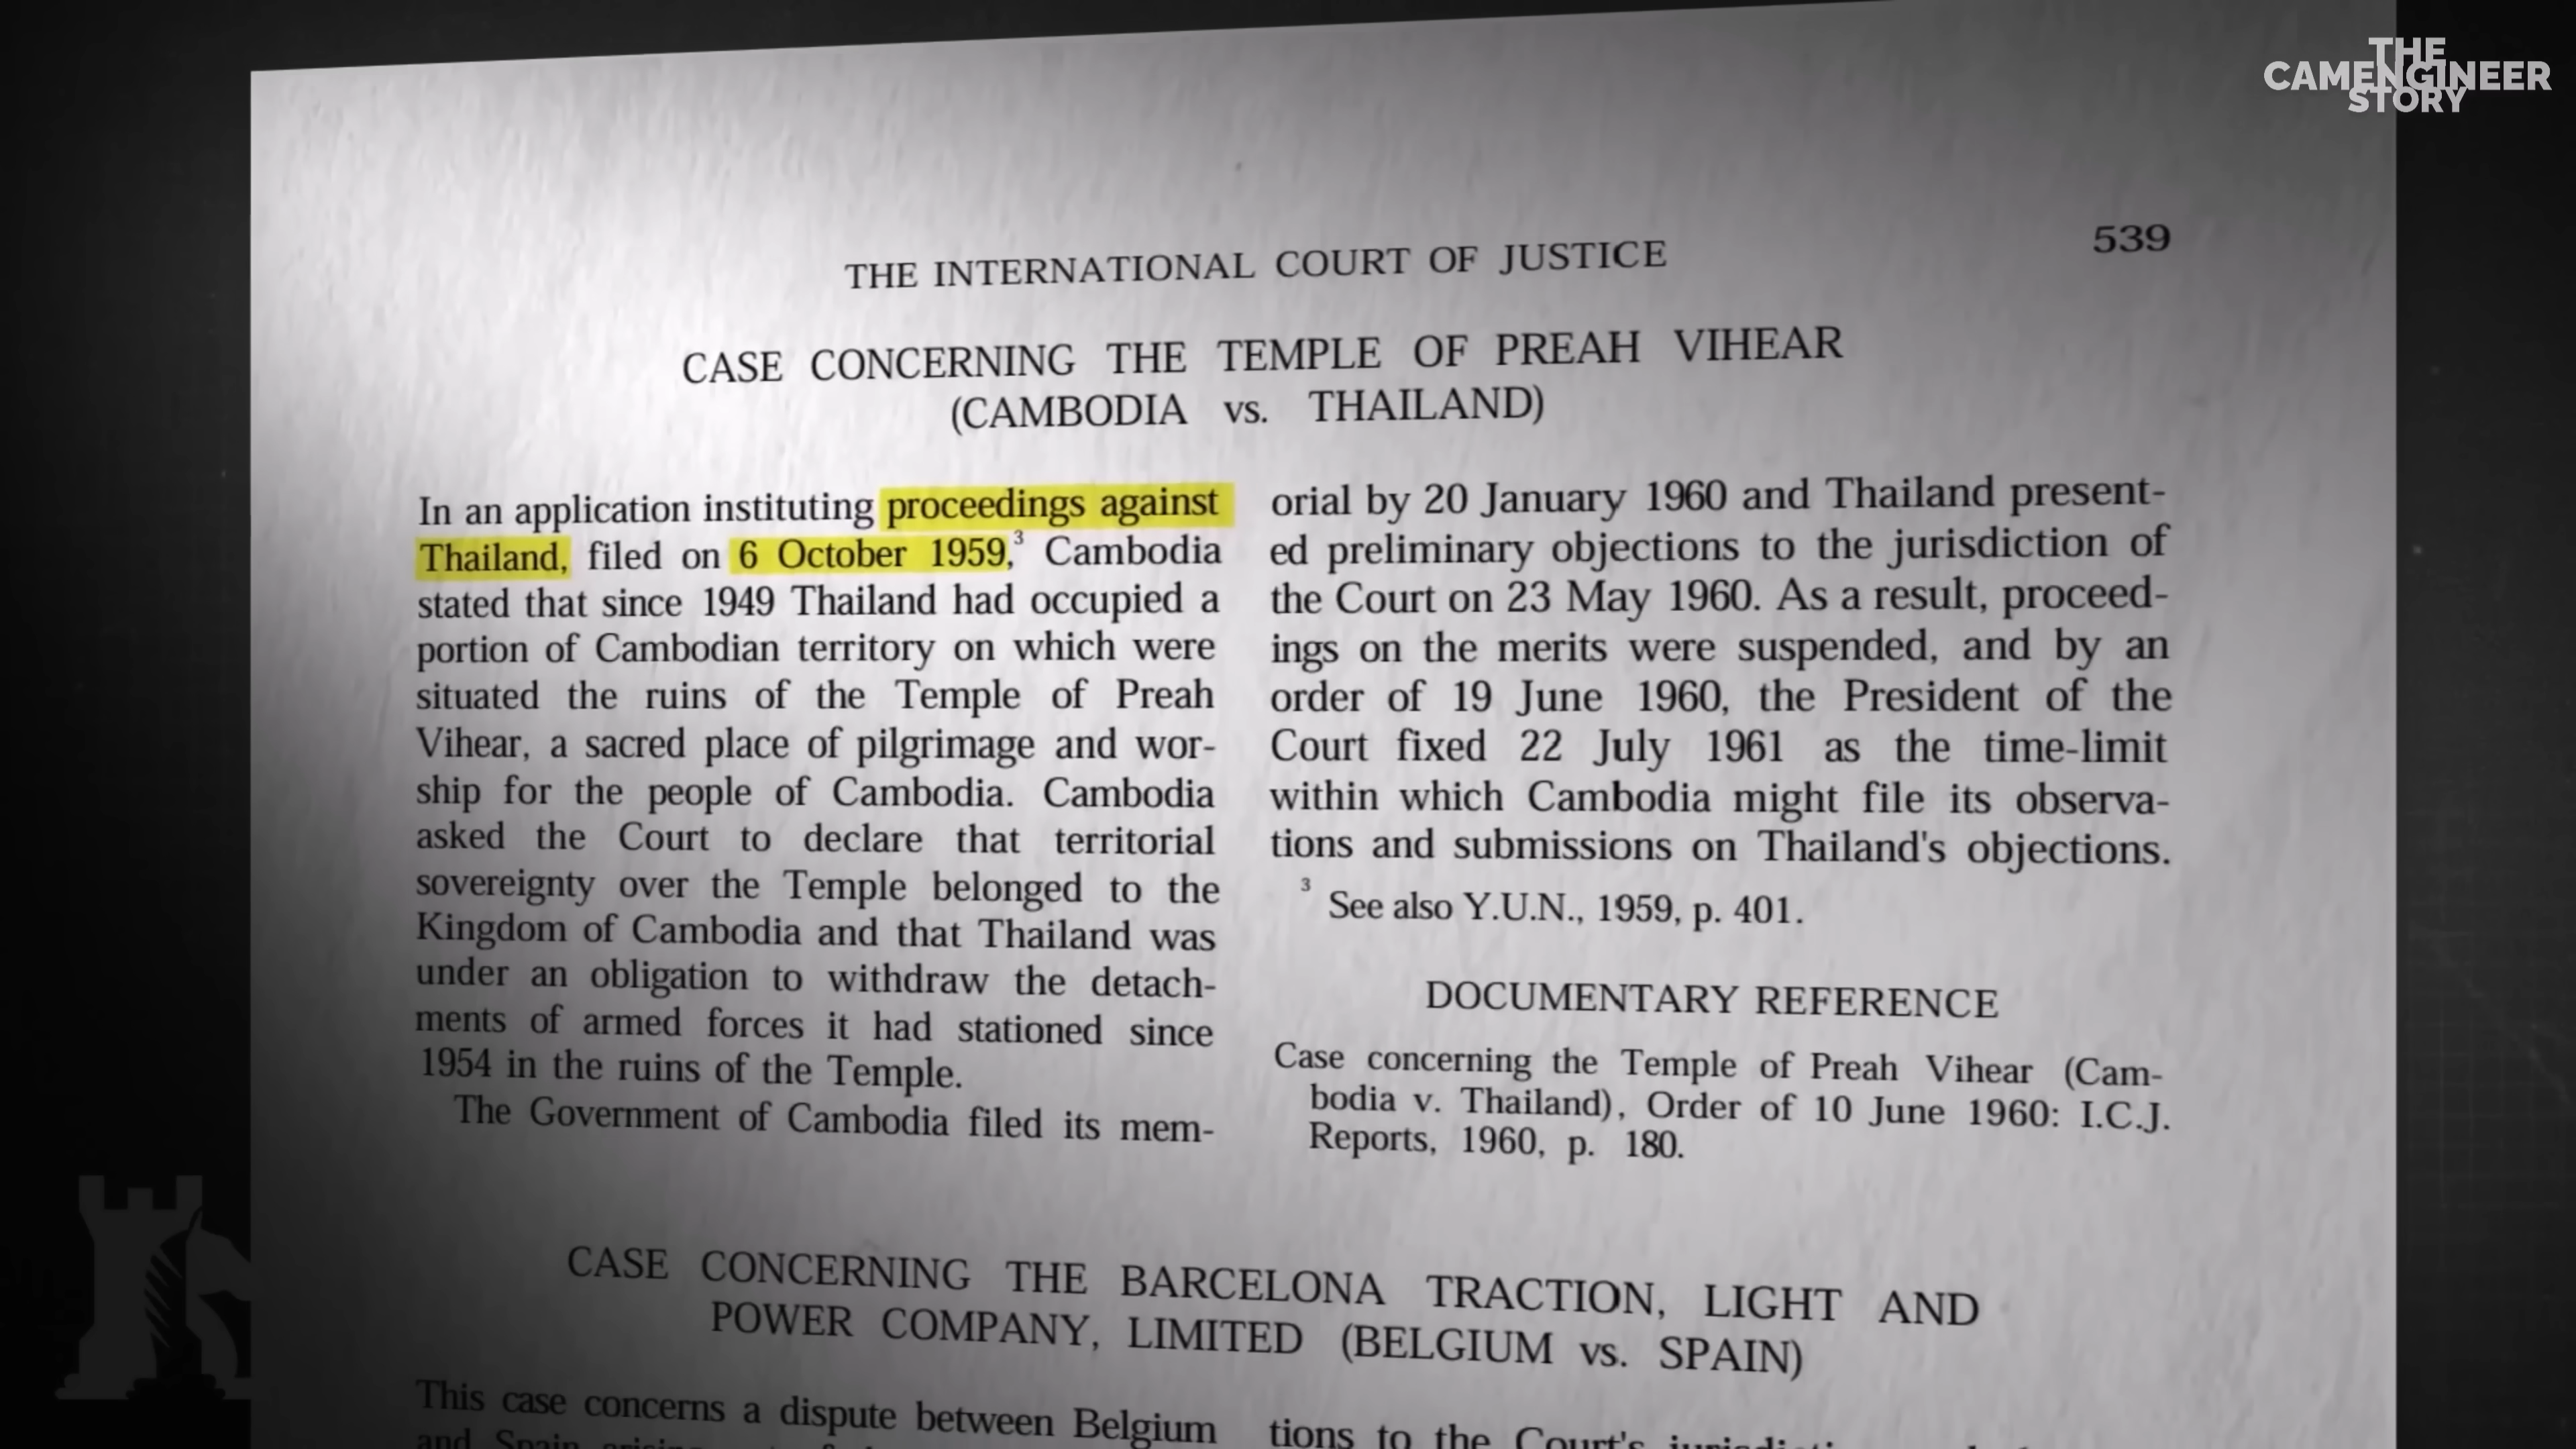 THE
CAMENGINEER
STORY
THE INTERNATIONAL COURT OF JUSTICE
539
CASE CONCERNING THE TEMPLE OF PREAH VIHEAR
(CAMBODIA vs. THAILAND)
In an application instituting proceedings against
Thailand, filed on 6 October 1959,³ Cambodia
stated that since 1949 Thailand had occupied a
portion of Cambodian territory on which were
situated the ruins of the Temple of Preah
Vihear, a sacred place of pilgrimage and wor-
ship for the people of Cambodia. Cambodia
asked the Court to declare that territorial
sovereignty over the Temple belonged to the
Kingdom of Cambodia and that Thailand was
under an obligation to withdraw the detach-
ments of armed forces it had stationed since
1954 in the ruins of the Temple.
The Government of Cambodia filed its mem-
orial by 20 January 1960 and Thailand present-
ed preliminary objections to the jurisdiction of
the Court on 23 May 1960. As a result, proceed-
ings on the merits were suspended, and by an
order of 19 June 1960, the President of the
Court fixed 22 July 1961 as the time-limit
within which Cambodia might file its observa-
tions and submissions on Thailand's objections.
³ See also Y.U.N., 1959, p. 401.
DOCUMENTARY REFERENCE
Case concerning the Temple of Preah Vihear (Cam-
bodia v. Thailand), Order of 10 June 1960: I.C.J.
Reports, 1960, p. 180.
CASE CONCERNING THE BARCELONA TRACTION, LIGHT AND
POWER COMPANY, LIMITED (BELGIUM vs. SPAIN)
This case concerns a dispute between Belgium
and Spain
tions to the Court's